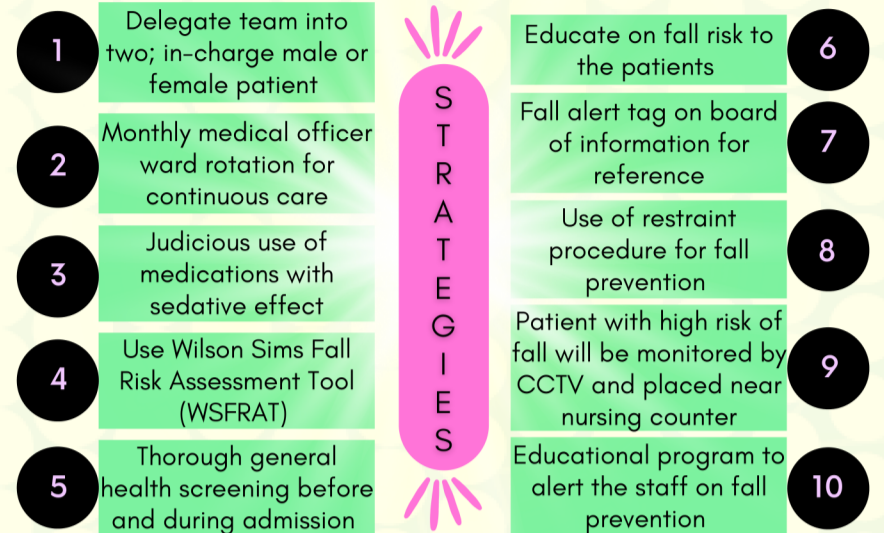 1
Delegate team into
two; in-charge male or
female patient
2
Monthly medical officer
ward rotation for
continuous care
3
Judicious use of
medications with
sedative effect
4
Use Wilson Sims Fall
Risk Assessment Tool
(WSFRAT)
5
Thorough general
health screening before
and during admission
STRATEGIES
6
Educate on fall risk to
the patients
7
Fall alert tag on board
of information for
reference
8
Use of restraint
procedure for fall
prevention
9
Patient with high risk of
fall will be monitored by
CCTV and placed near
nursing counter
10
Educational program to
alert the staff on fall
prevention